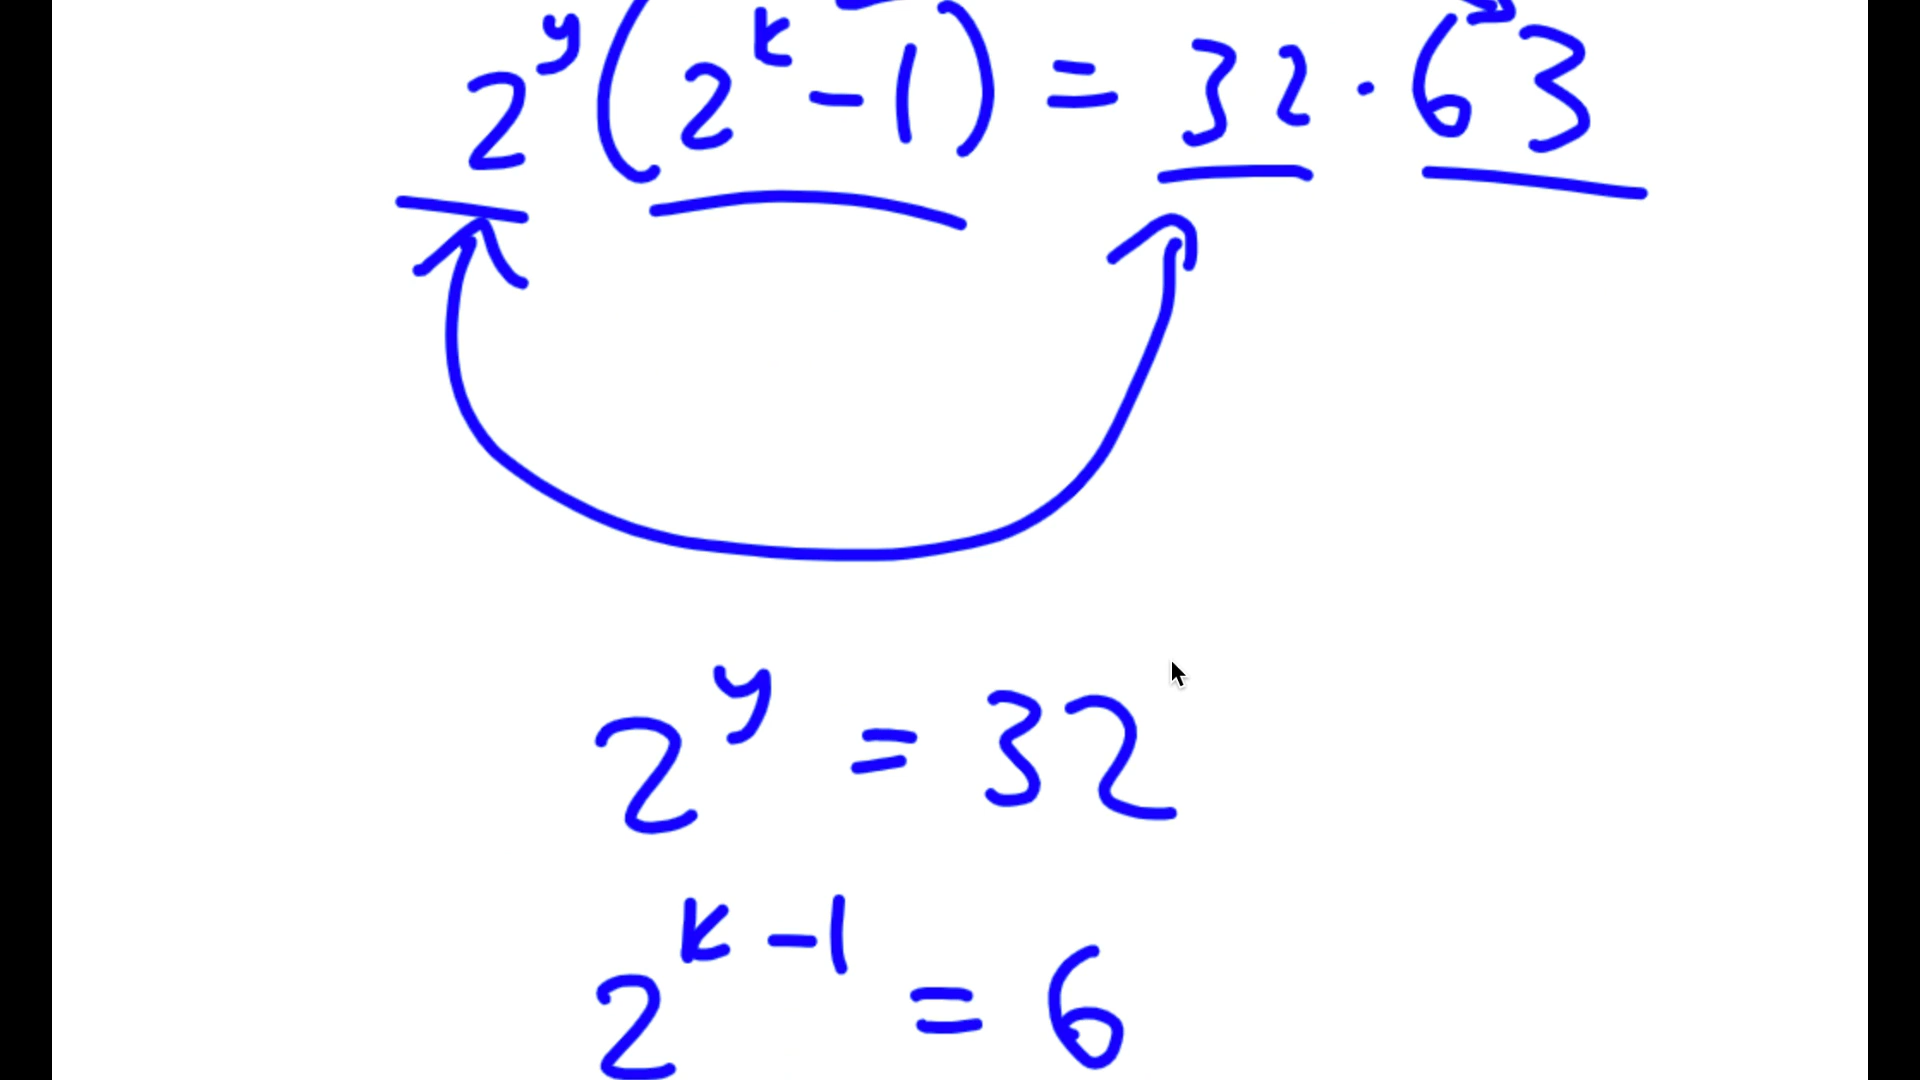 2^y(2^k - 1) = 32 · 63
2^y = 32
2^{k-1} = 6